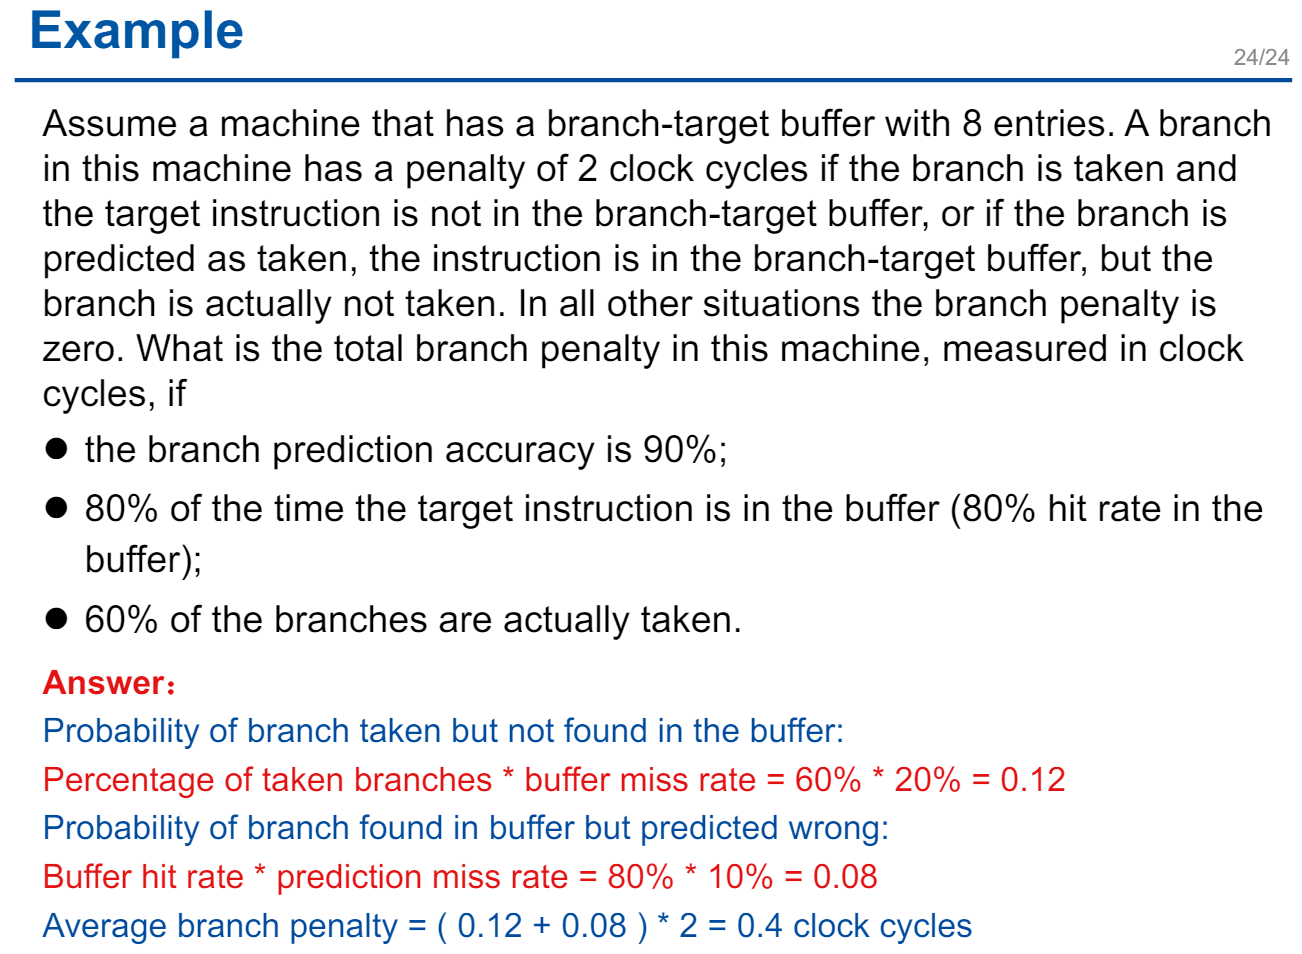 Example
24/24
Assume a machine that has a branch-target buffer with 8 entries. A branch
in this machine has a penalty of 2 clock cycles if the branch is taken and
the target instruction is not in the branch-target buffer, or if the branch is
predicted as taken, the instruction is in the branch-target buffer, but the
branch is actually not taken. In all other situations the branch penalty is
zero. What is the total branch penalty in this machine, measured in clock
cycles, if
● the branch prediction accuracy is 90%;
● 80% of the time the target instruction is in the buffer (80% hit rate in the
buffer);
● 60% of the branches are actually taken.
Answer：
Probability of branch taken but not found in the buffer:
Percentage of taken branches * buffer miss rate = 60% * 20% = 0.12
Probability of branch found in buffer but predicted wrong:
Buffer hit rate * prediction miss rate = 80% * 10% = 0.08
Average branch penalty = ( 0.12 + 0.08 ) * 2 = 0.4 clock cycles